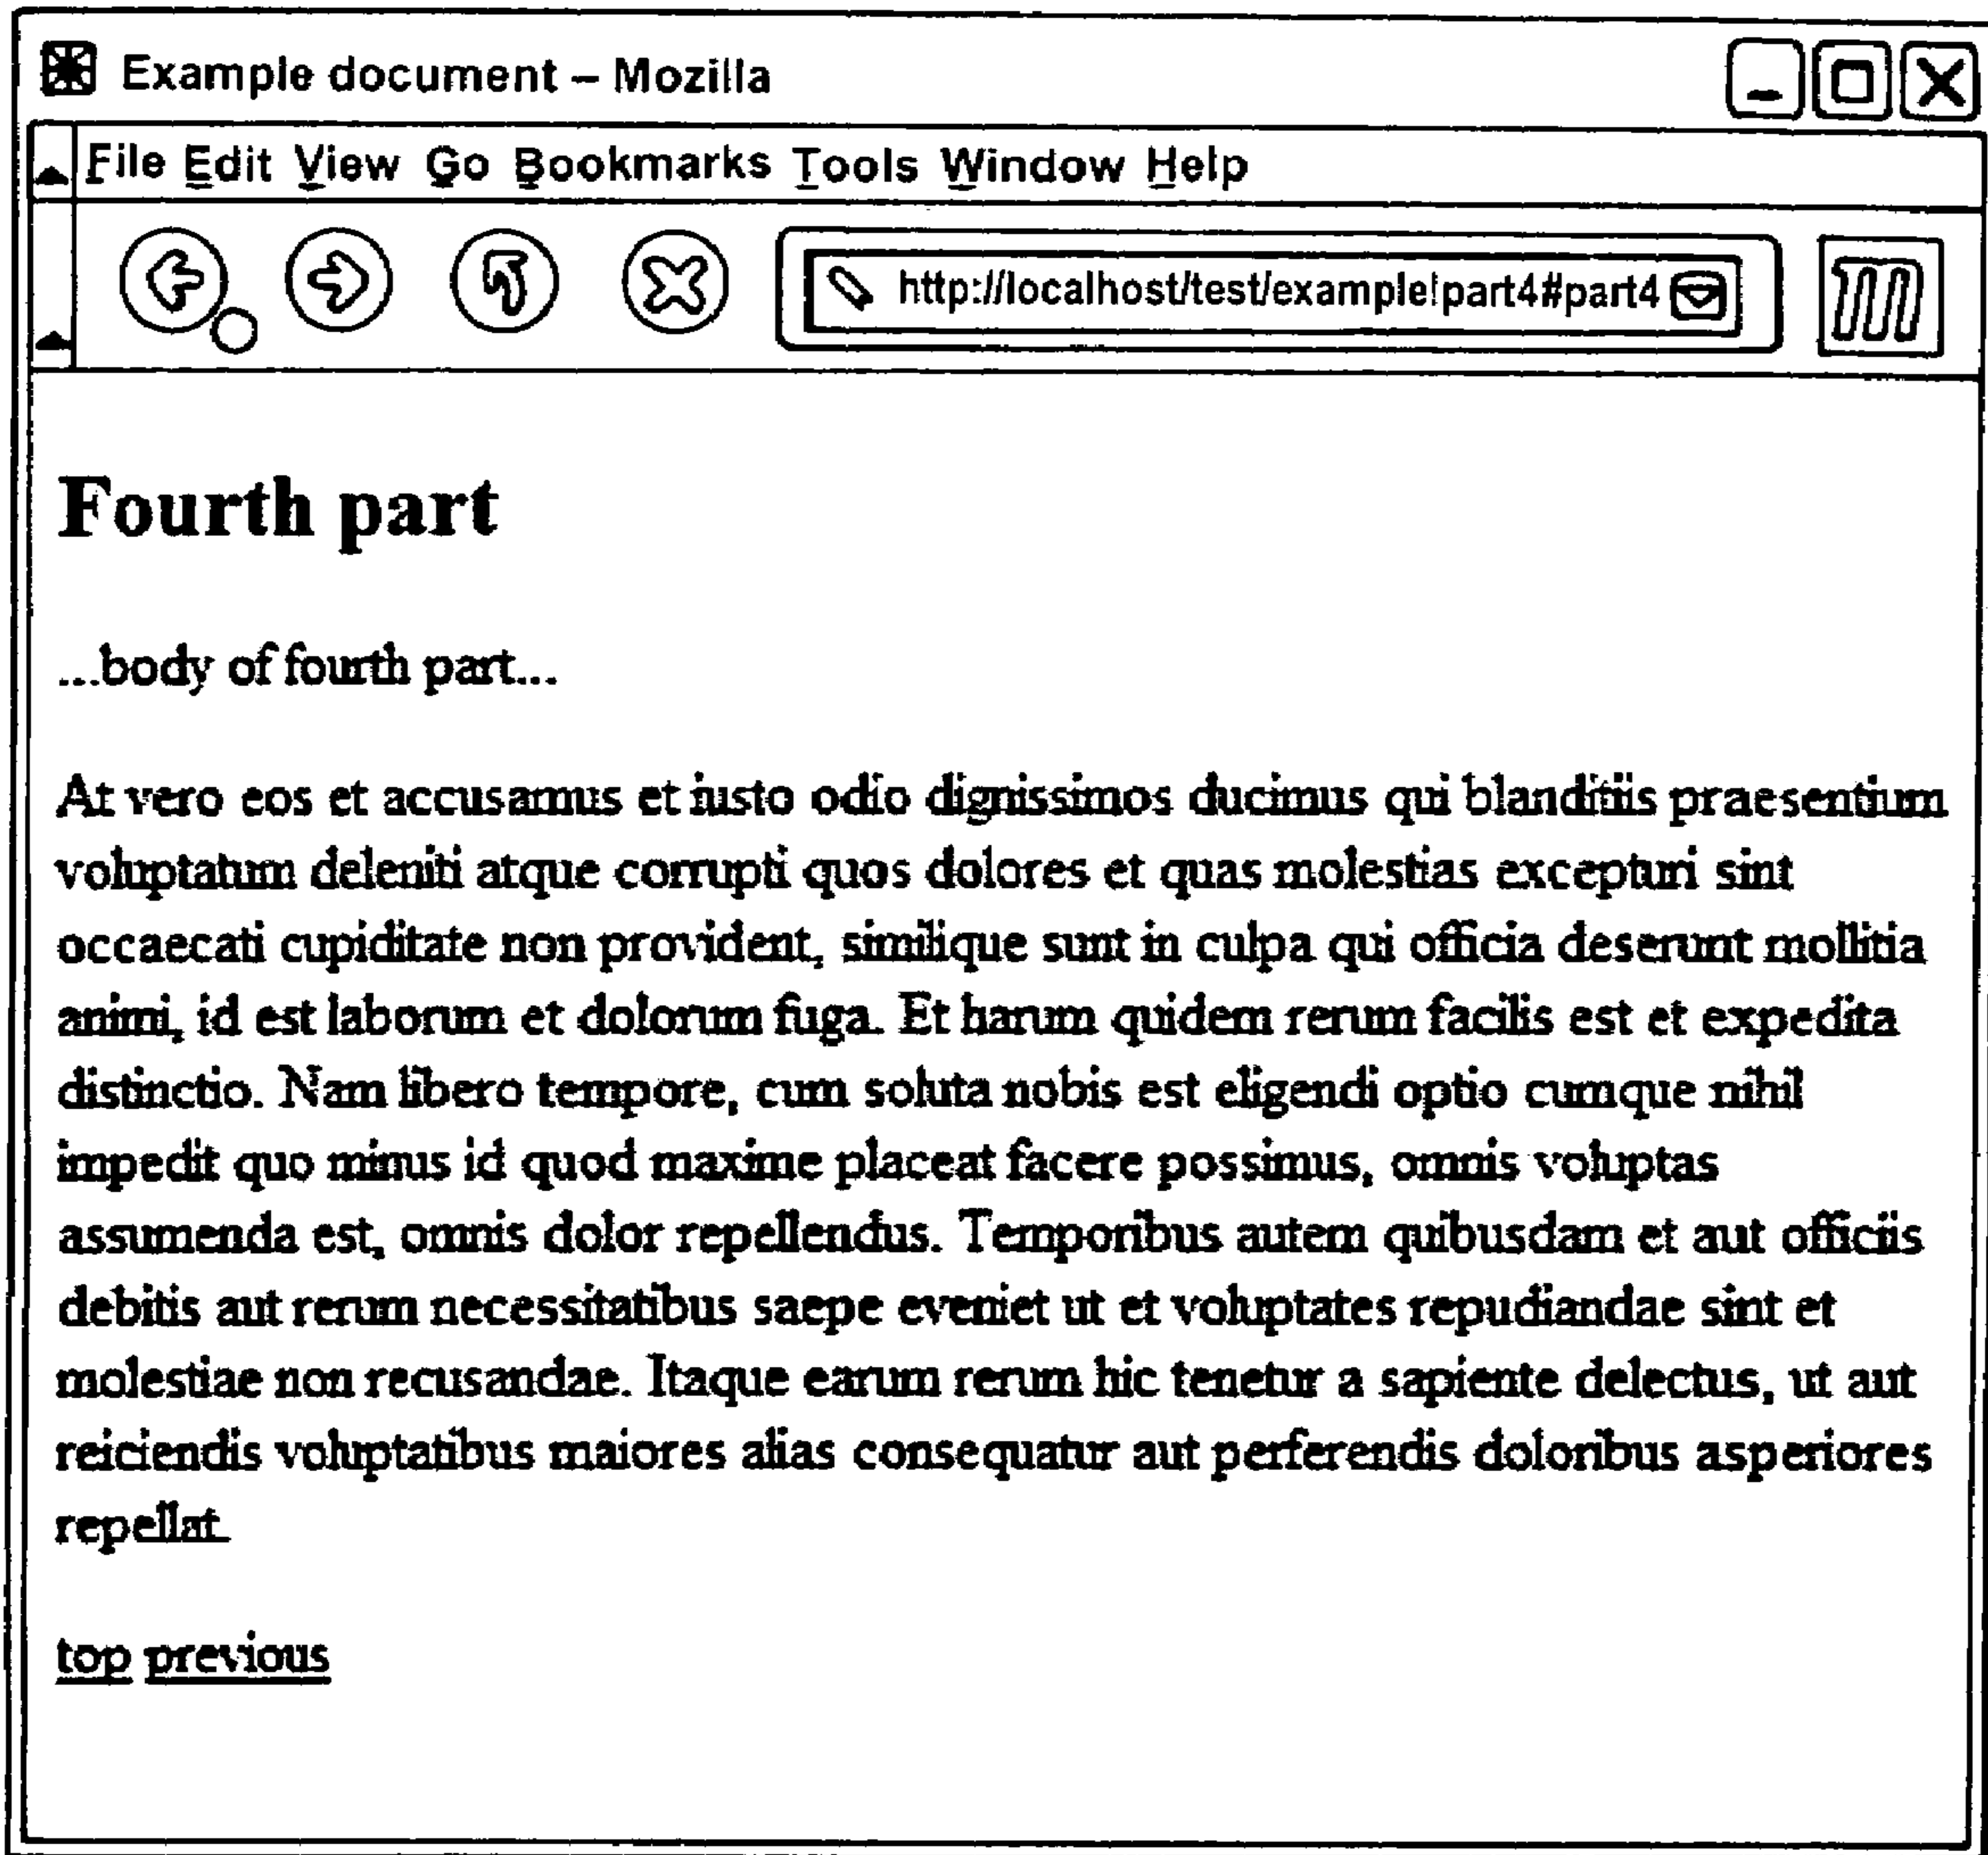 Example document – Mozilla
File Edit View Go Bookmarks Tools Window Help
http://localhost/test/example!part4#part4
m
Fourth part
...body of fourth part...
At vero eos et accusamus et iusto odio dignissimos ducimus qui blanditiis praesentium
voluptatum deleniti atque corrupti quos dolores et quas molestias excepturi sint
occaecati cupiditate non provident, similique sunt in culpa qui officia deserunt mollitia
animi, id est laborum et dolorum fuga. Et harum quidem rerum facilis est et expedita
distinctio. Nam libero tempore, cum soluta nobis est eligendi optio cumque nihil
impedit quo minus id quod maxime placeat facere possimus, omnis voluptas
assumenda est, omnis dolor repellendus. Temporibus autem quibusdam et aut officiis
debitis aut rerum necessitatibus saepe eveniet ut et voluptates repudiandae sint et
molestiae non recusandae. Itaque earum rerum hic tenetur a sapiente delectus, ut aut
reiciendis voluptatibus maiores alias consequatur aut perferendis doloribus asperiores
repellat.
top previous